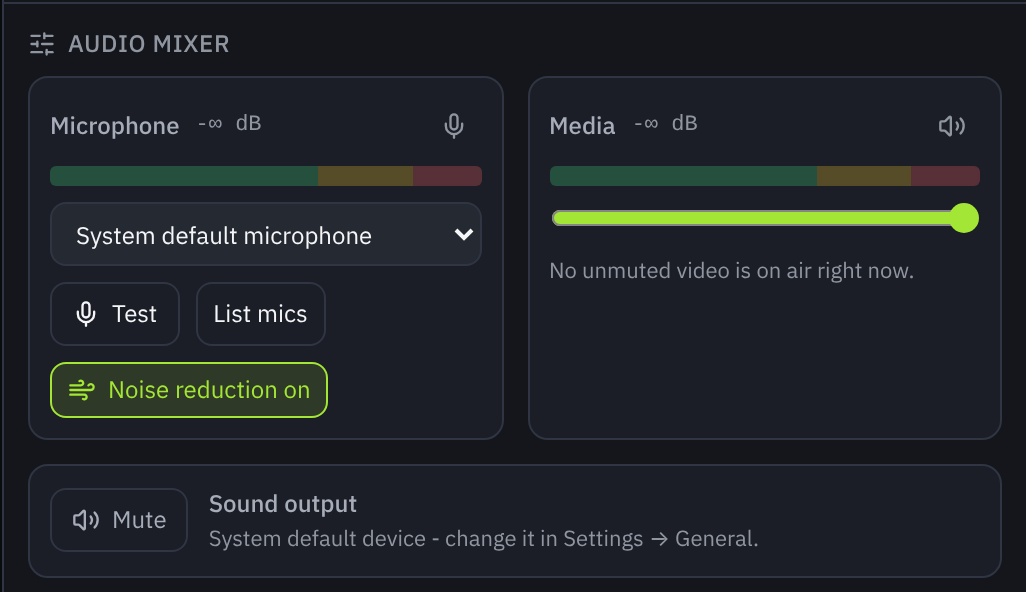 AUDIO MIXER
Microphone -∞ dB
System default microphone
Test
List mics
Noise reduction on
Media -∞ dB
No unmuted video is on air right now.
Mute
Sound output
System default device - change it in Settings → General.